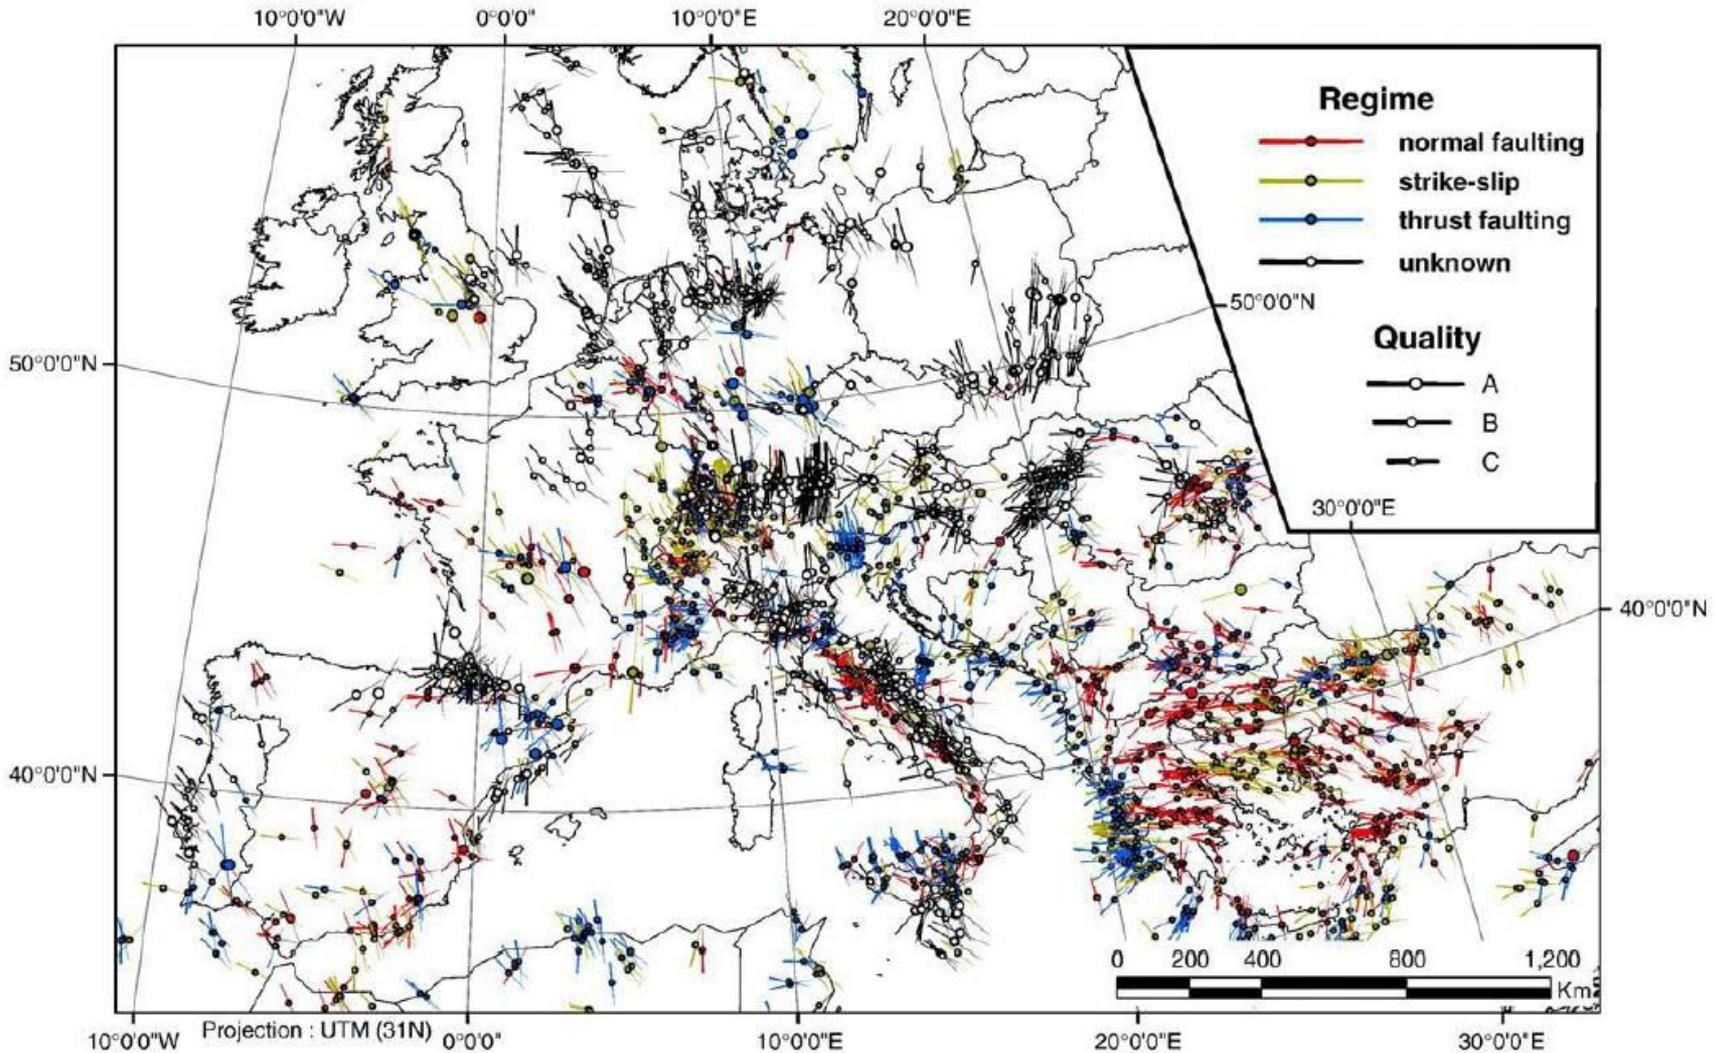 10°0'0"W 0°0'0" 10°0'0"E 20°0'0"E
Regime
normal faulting
strike-slip
thrust faulting
unknown
50°0'0"N
Quality
A
B
C
30°0'0"E
50°0'0"N
40°0'0"N
40°0'0"N
0 200 400 800 1,200
Km
Projection : UTM (31N)
10°0'0"W 0°0'0" 10°0'0"E 20°0'0"E 30°0'0"E